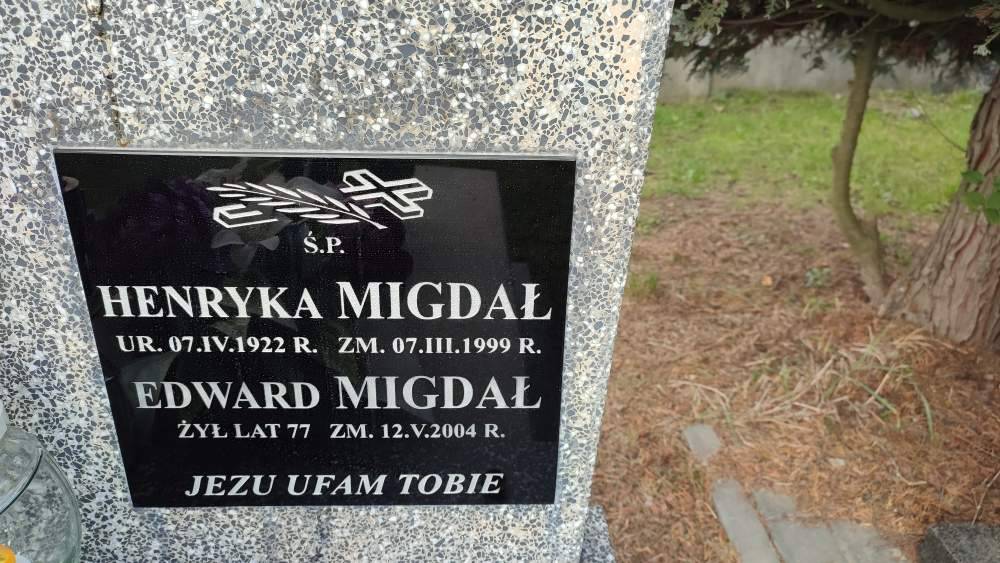 Ś.P.
HENRYKA MIGDAŁ
UR. 07.IV.1922 R. ZM. 07.III.1999 R.
EDWARD MIGDAŁ
ŻYŁ LAT 77 ZM. 12.V.2004 R.
JEZU UFAM TOBIE